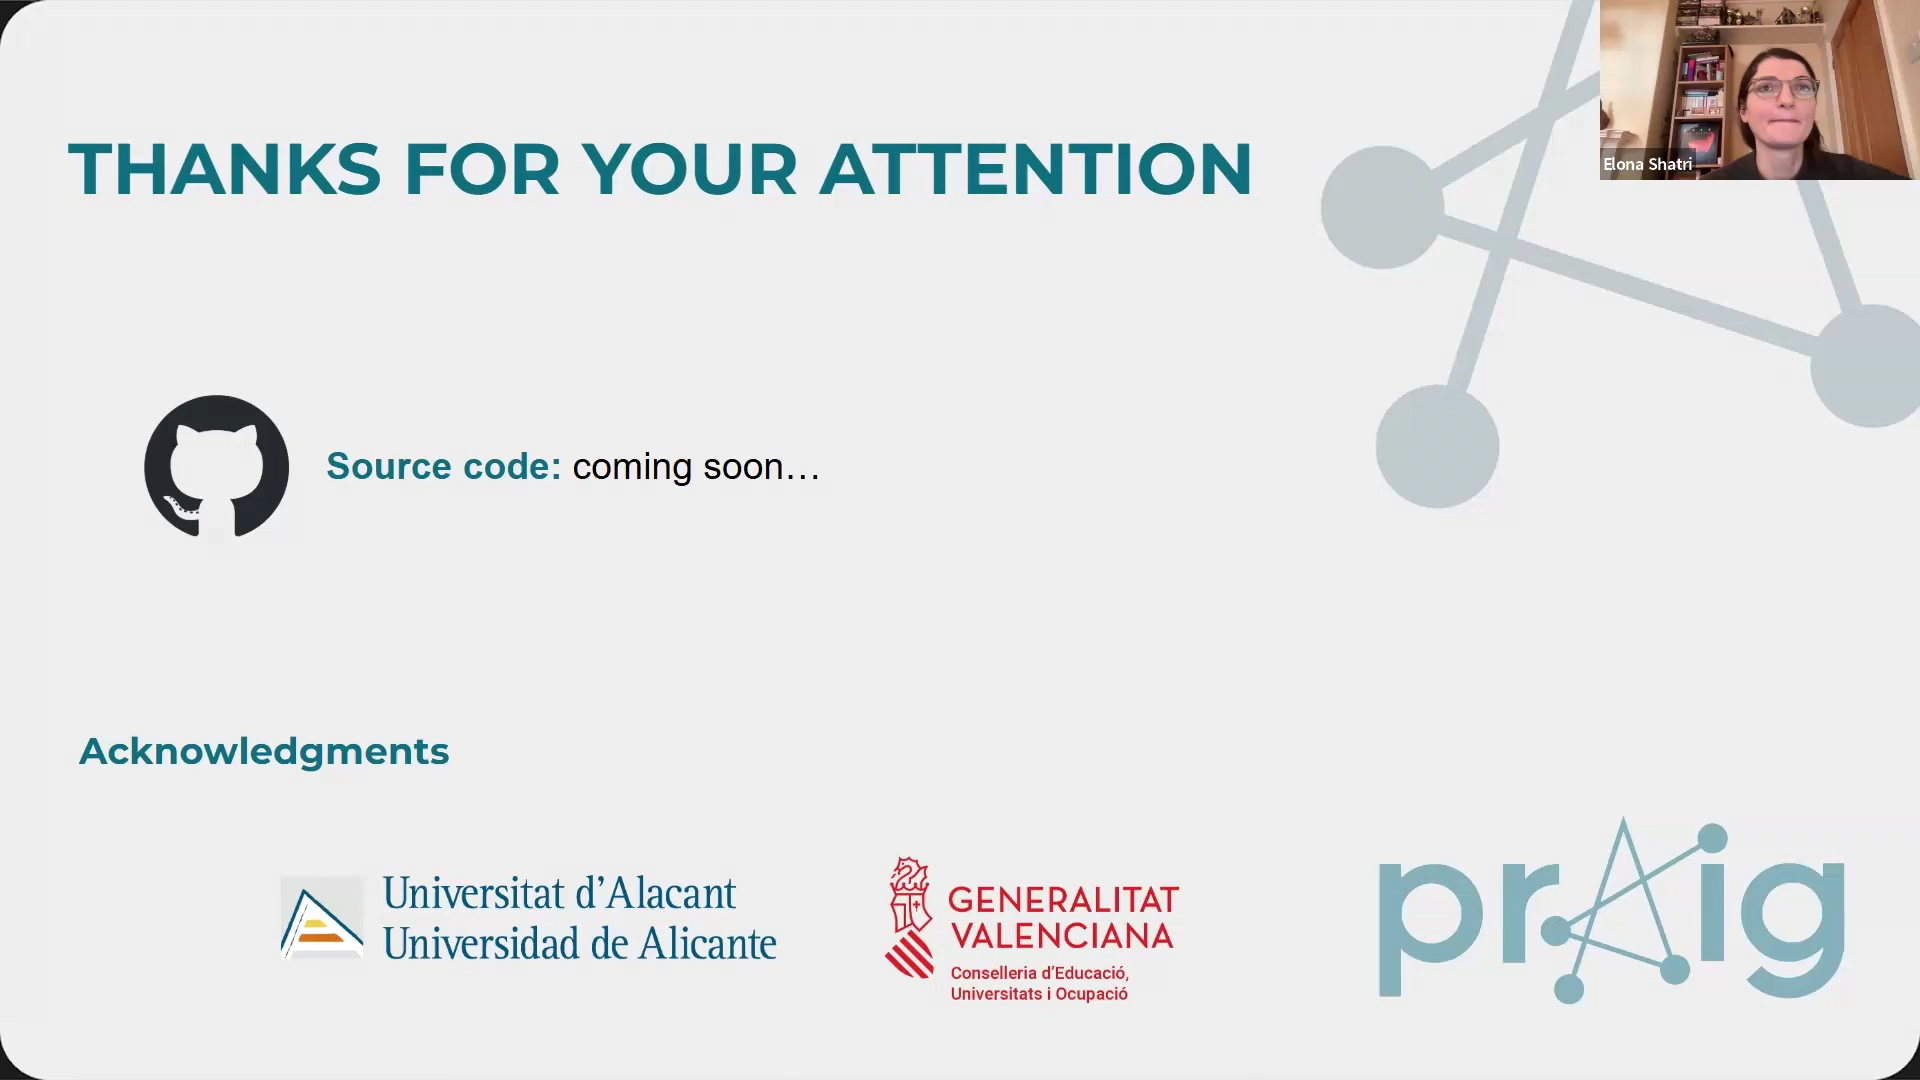 THANKS FOR YOUR ATTENTION
Elona Shatri
Source code: coming soon…
Acknowledgments
Universitat d’Alacant
Universidad de Alicante
GENERALITAT
VALENCIANA
Conselleria d’Educació,
Universitats i Ocupació
prAig